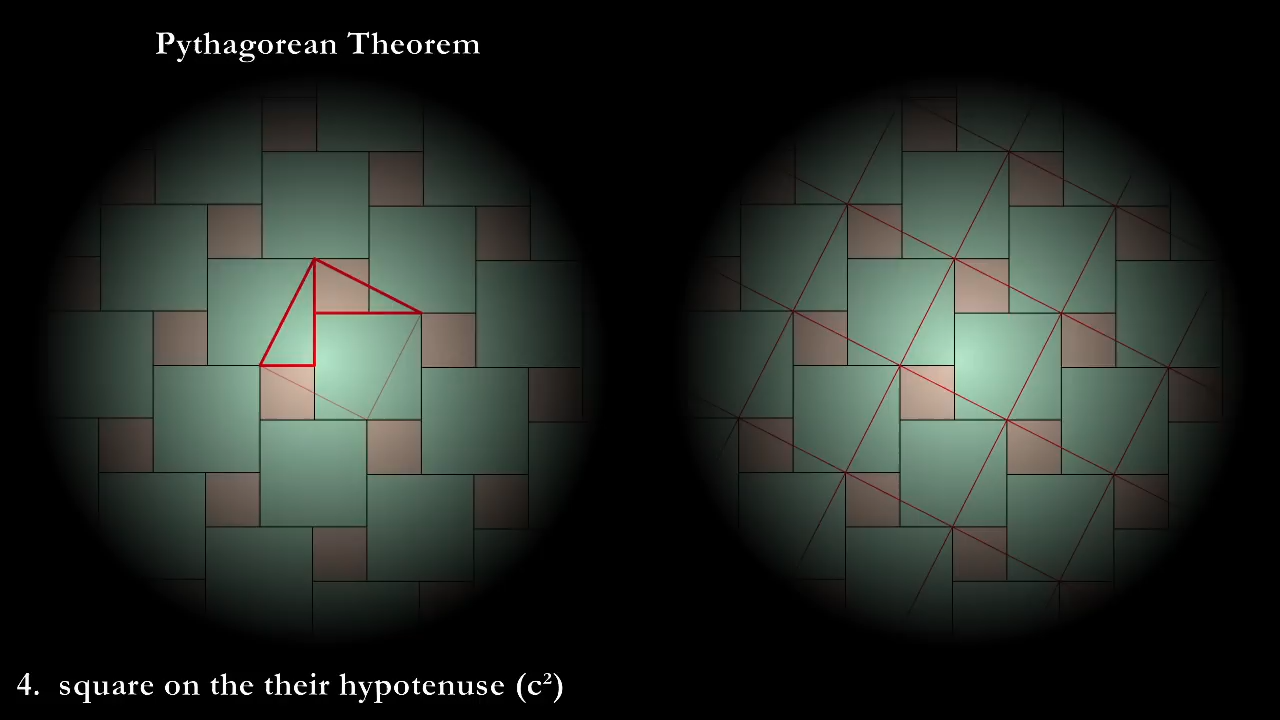 Pythagorean Theorem
4. square on the their hypotenuse (c²)